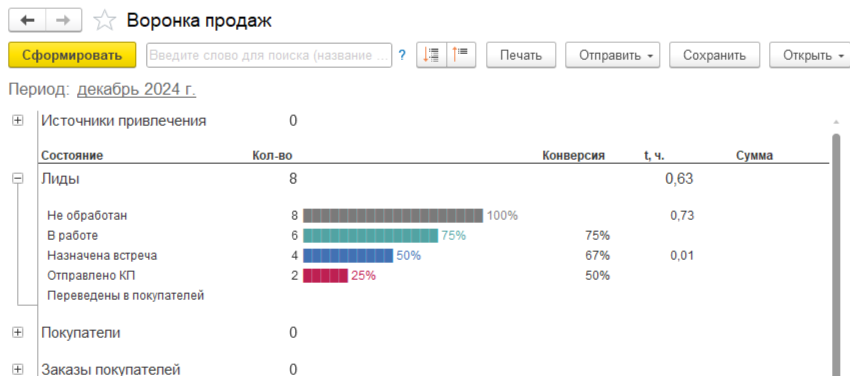 Воронка продаж
Сформировать Введите слово для поиска (название ... ? Печать Отправить Сохранить Открыть
Период: декабрь 2024 г.
Источники привлечения 0
Состояние Кол-во Конверсия t, ч. Сумма
Лиды 8 0,63
Не обработан 8 100% 0,73
В работе 6 75% 75%
Назначена встреча 4 50% 67% 0,01
Отправлено КП 2 25% 50%
Переведены в покупателей
Покупатели 0
Заказы покупателей 0